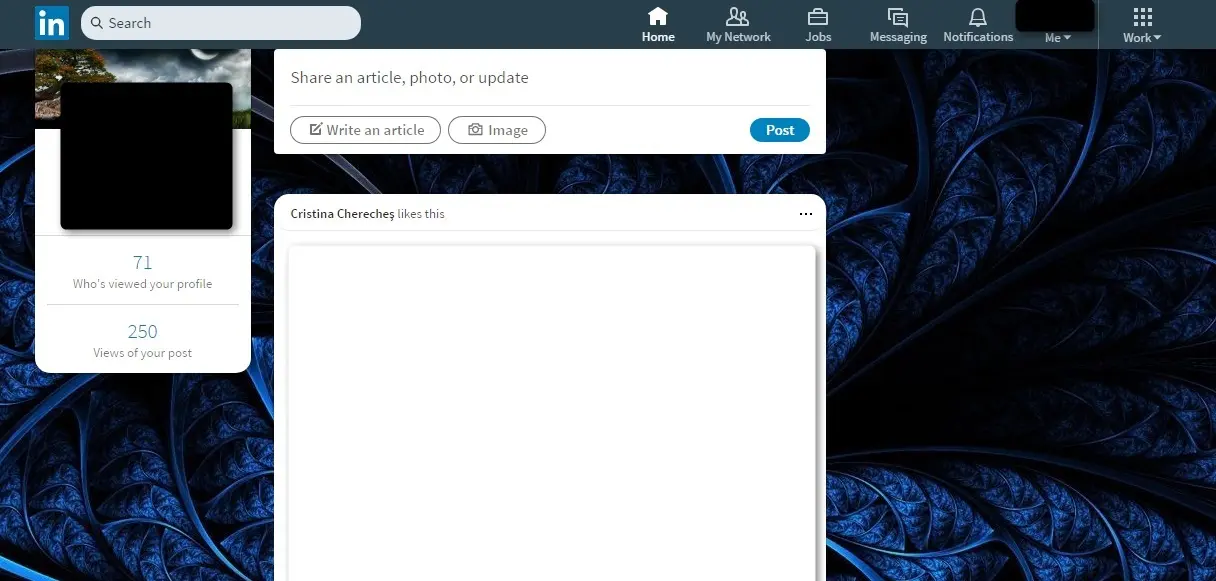 in
Search
Home
My Network
Jobs
Messaging
Notifications
Me
Work
Share an article, photo, or update
Write an article
Image
Post
71
Who's viewed your profile
250
Views of your post
Cristina Cherecheș likes this